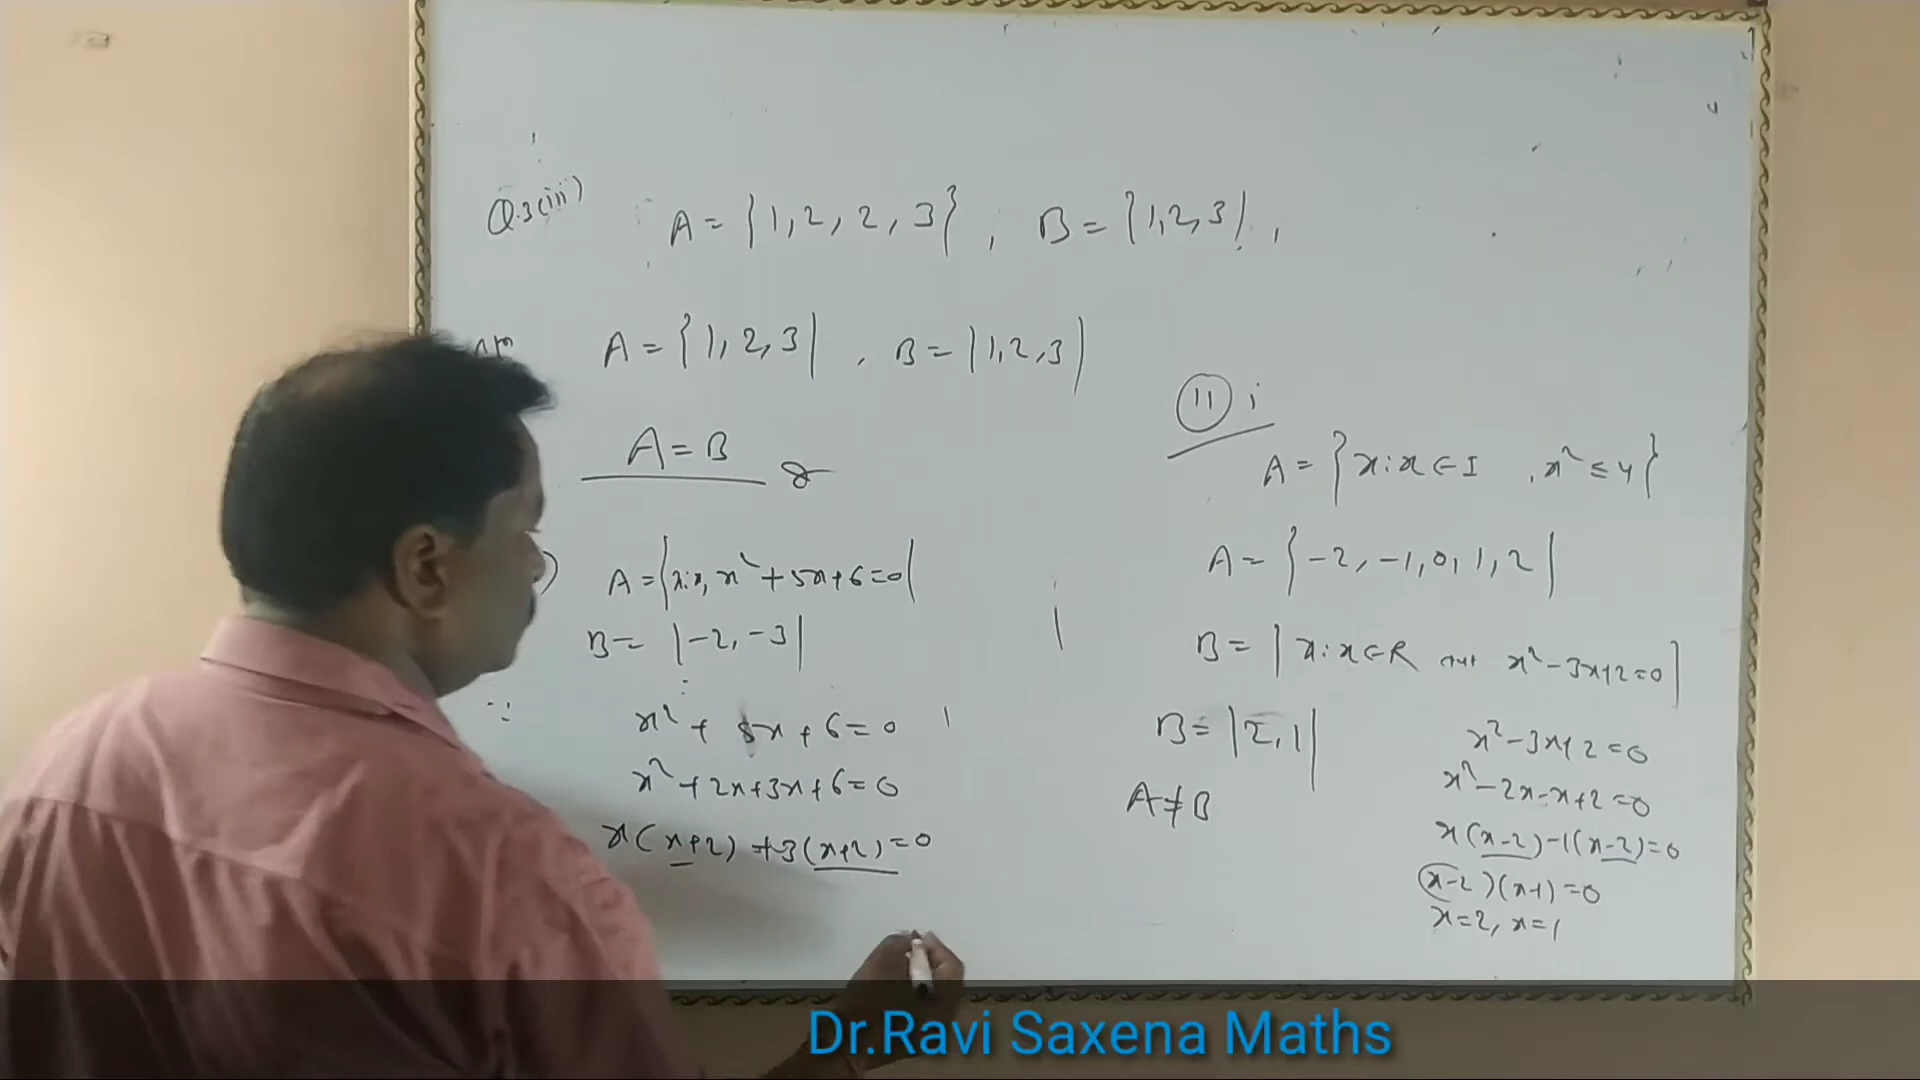 Q.3(iii) A = {1, 2, 2, 3}, B = {1, 2, 3},
A = {1, 2, 3}, B = {1, 2, 3}
A = B
A = {x:x, x² + 5x + 6 = 0}
B = {-2, -3}
∵ x² + 5x + 6 = 0
x² + 2x + 3x + 6 = 0
x(x+2) + 3(x+2) = 0
11 i
A = {x : x ∈ I , x² ≤ 4}
A = {-2, -1, 0, 1, 2}
B = {x : x ∈ R x² - 3x + 2 = 0}
B = {2, 1}
A ≠ B
x² - 3x + 2 = 0
x² - 2x - x + 2 = 0
x(x-2) - 1(x-2) = 0
(x-2)(x-1) = 0
x = 2, x = 1
Dr.Ravi Saxena Maths